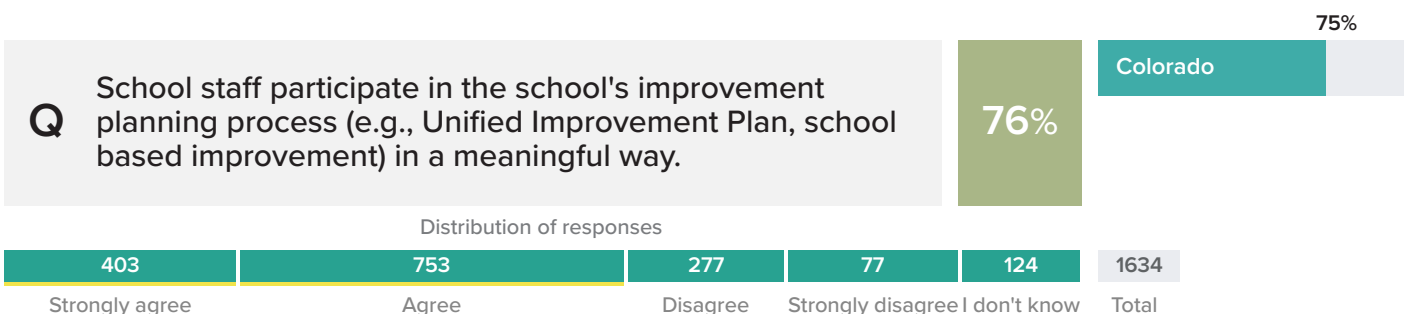 75%
Colorado
Q
School staff participate in the school's improvement
planning process (e.g., Unified Improvement Plan, school
based improvement) in a meaningful way.
76%
Distribution of responses
403 753 277 77 124 1634
Strongly agree Agree Disagree Strongly disagree I don't know Total